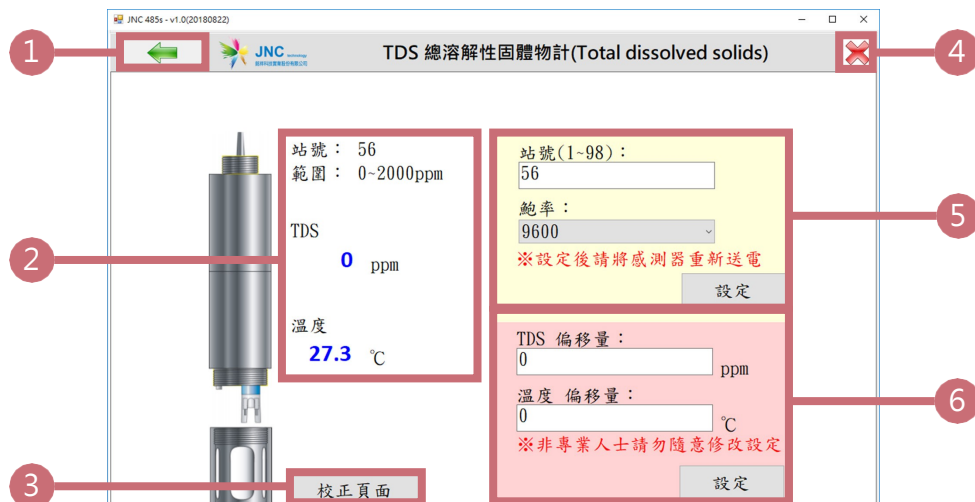 JNC 485s - v1.0(20180822)
1
JNC
TDS 總溶解性固體物計(Total dissolved solids)
4
站號： 56
範圍： 0~2000ppm
TDS
0 ppm
溫度
27.3 ℃
2
站號(1~98)：
56
鮑率：
9600
※設定後請將感測器重新送電
設定
5
TDS 偏移量：
0 ppm
溫度 偏移量：
0 ℃
※非專業人士請勿隨意修改設定
設定
6
3
校正頁面